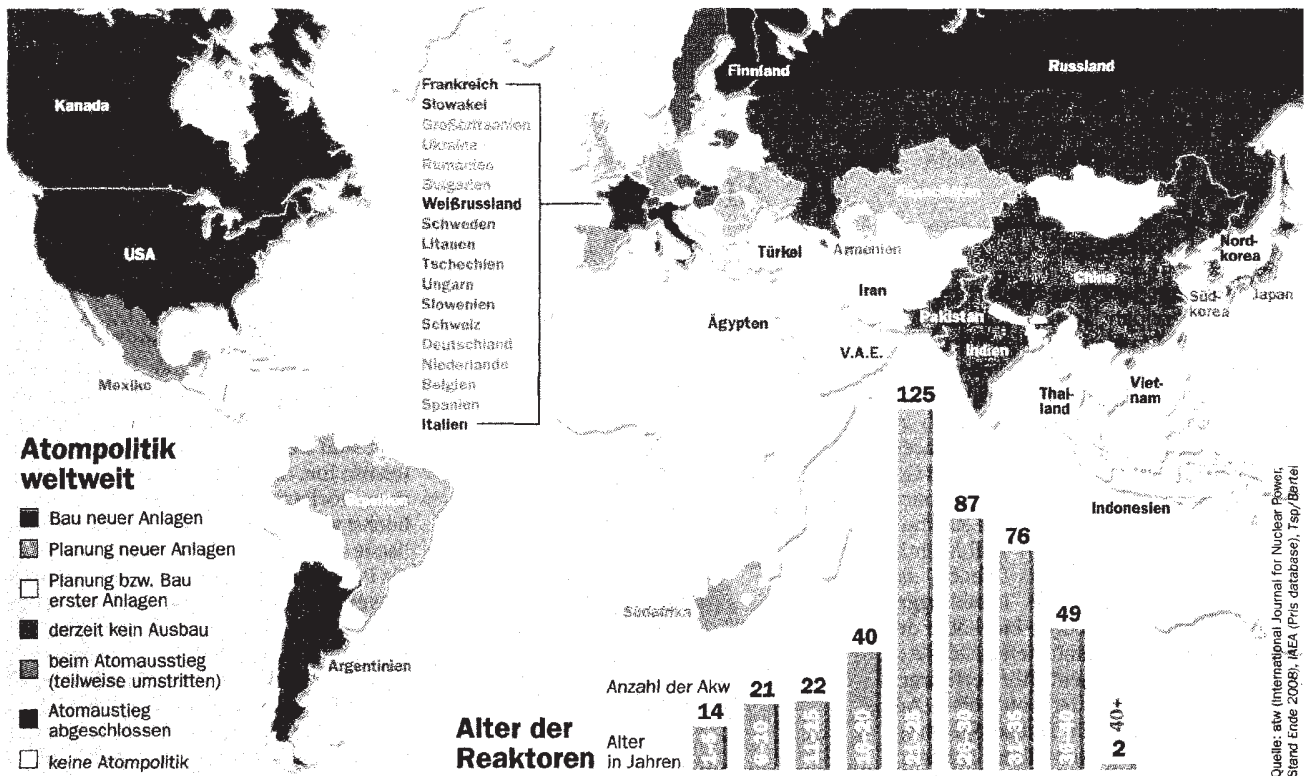 Kanada
USA
Mexiko
Frankreich
Slowakei
Großbritannien
Ukraine
Rumänien
Bulgarien
Weißrussland
Schweden
Litauen
Tschechien
Ungarn
Slowenien
Schweiz
Deutschland
Niederlande
Belgien
Spanien
Italien
Finnland
Russland
Türkei
Armenien
Iran
Ägypten
V.A.E.
Pakistan
Indien
China
Nord-
korea
Süd-
korea
Japan
Thai-
land
Viet-
nam
Indonesien
Südafrika
Argentinien
Atompolitik
weltweit
Bau neuer Anlagen
Planung neuer Anlagen
Planung bzw. Bau
erster Anlagen
derzeit kein Ausbau
beim Atomausstieg
(teilweise umstritten)
Atomaustieg
abgeschlossen
keine Atompolitik
Alter der
Reaktoren
Anzahl der Akw
Alter
in Jahren
14
21
22
40
125
87
76
49
2
40+
Quelle: atw (International Journal for Nuclear Power,
Stand Ende 2008), IAEA (Pris database), Tsp/Bartel